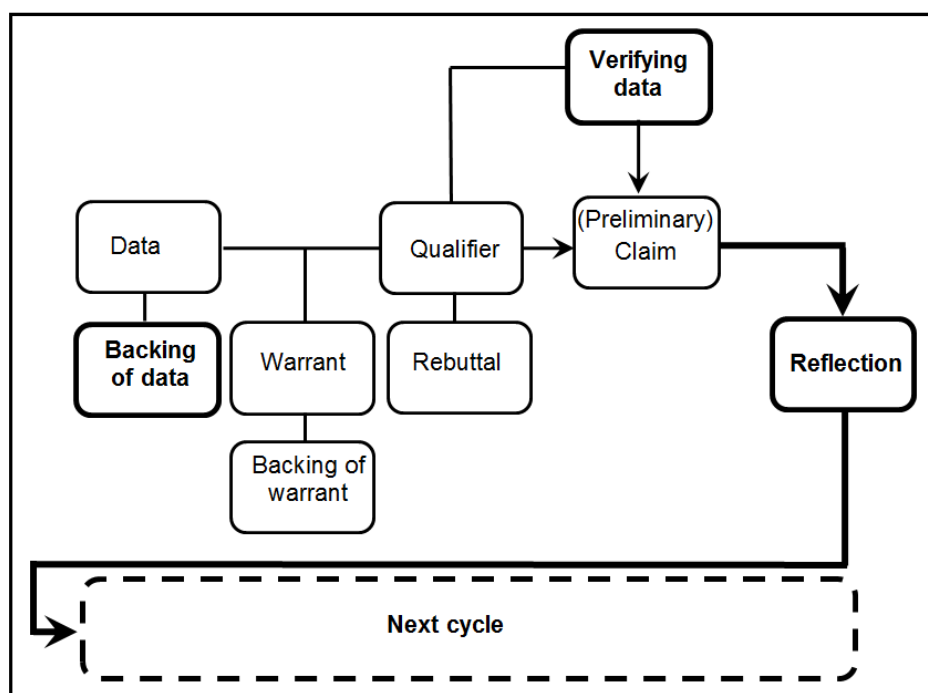 Verifying
data
Data
Qualifier
(Preliminary)
Claim
Backing
of data
Warrant
Rebuttal
Reflection
Backing of
warrant
Next cycle